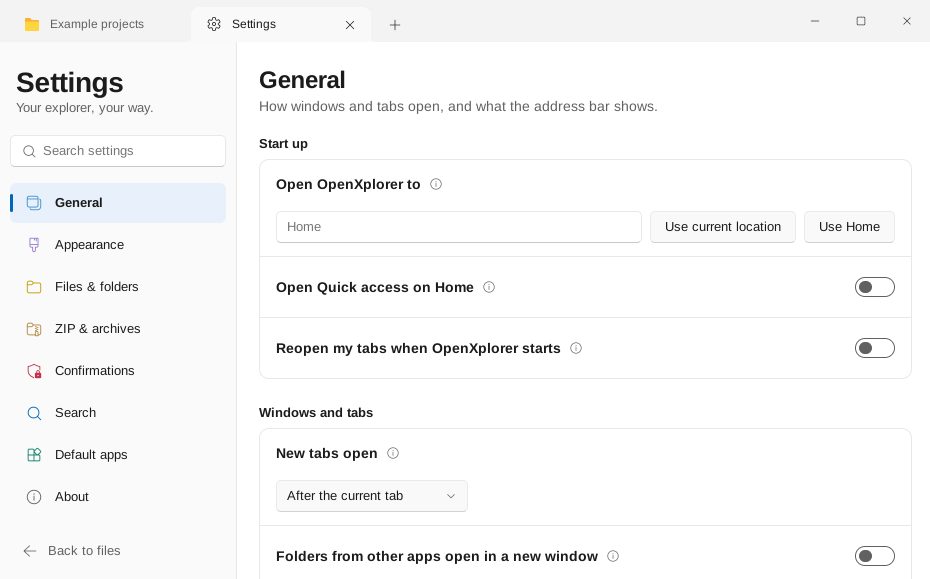 Example projects
Settings
Settings
Your explorer, your way.
Search settings
General
Appearance
Files & folders
ZIP & archives
Confirmations
Search
Default apps
About
Back to files
General
How windows and tabs open, and what the address bar shows.
Start up
Open OpenXplorer to
Home
Use current location
Use Home
Open Quick access on Home
Reopen my tabs when OpenXplorer starts
Windows and tabs
New tabs open
After the current tab
Folders from other apps open in a new window